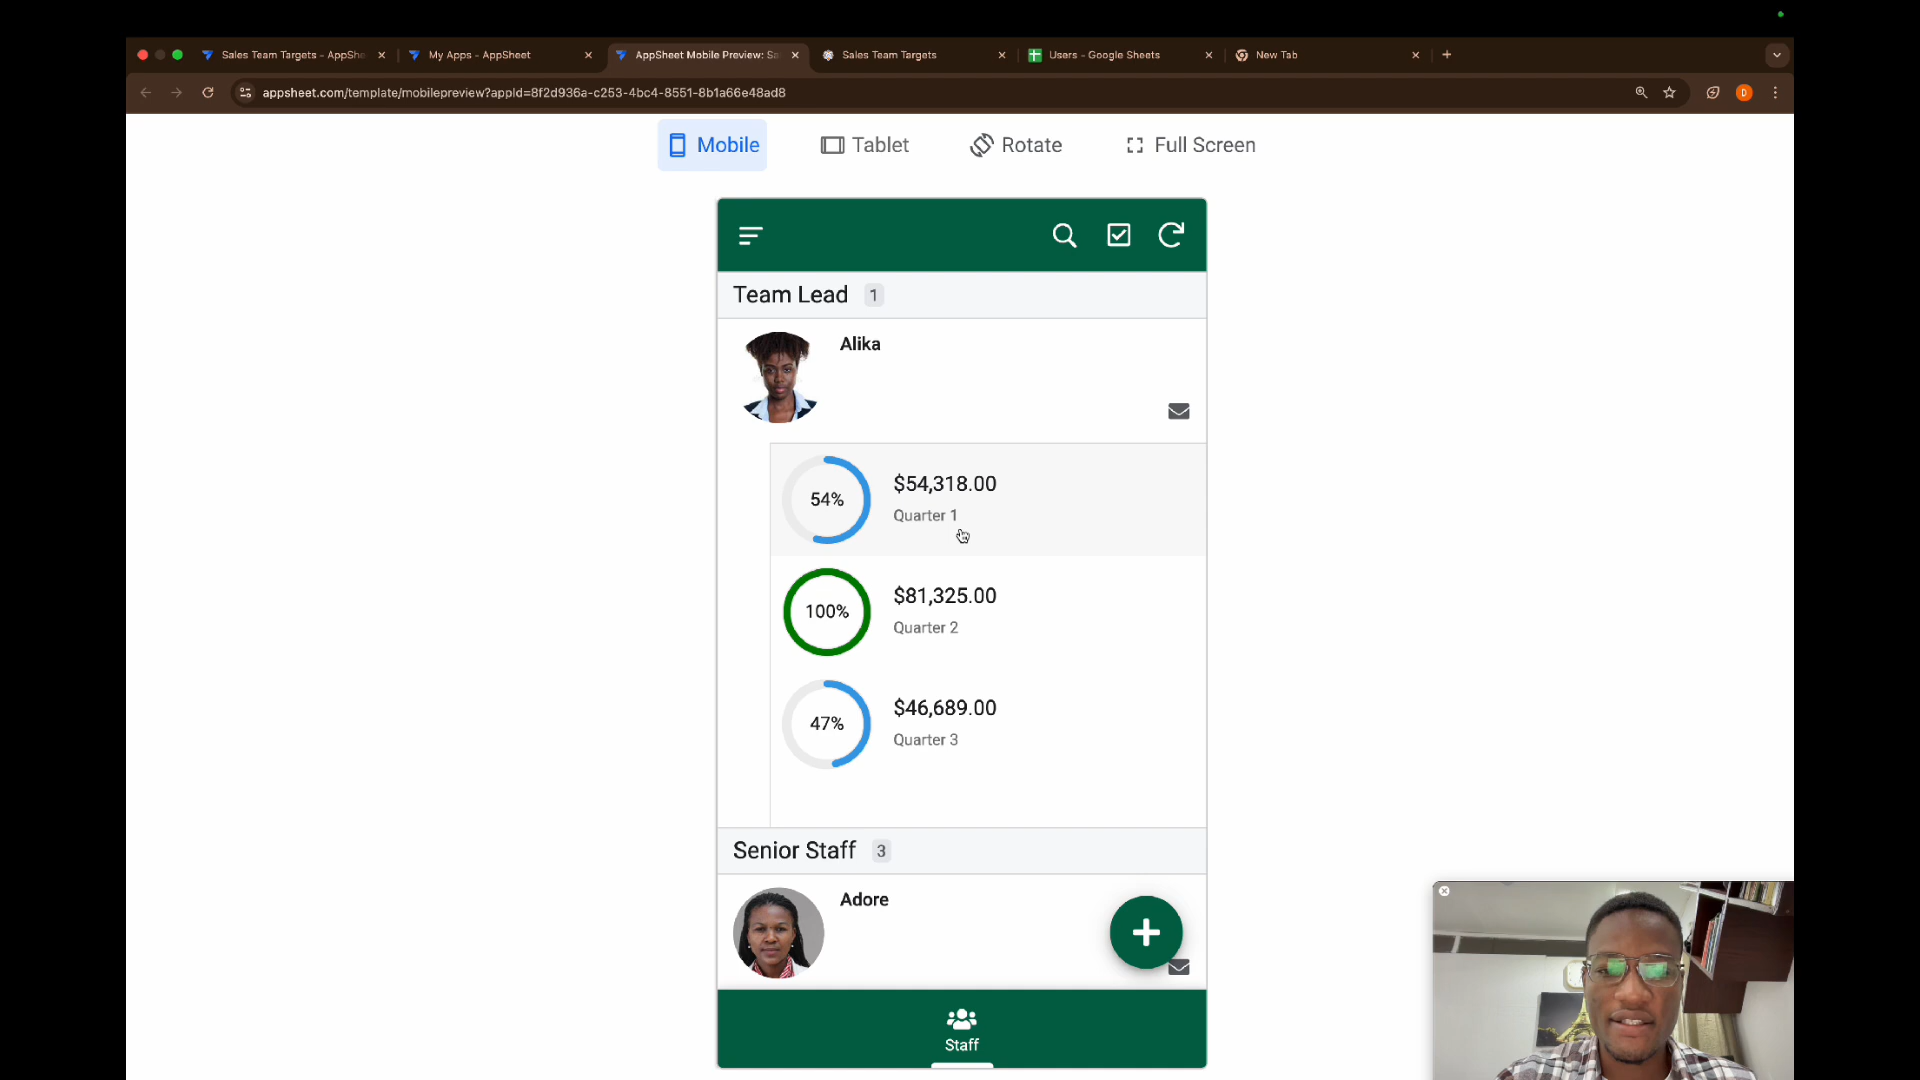 Sales Team Targets - AppShe
My Apps - AppSheet
AppSheet Mobile Preview: Sa
Sales Team Targets
Users - Google Sheets
New Tab
appsheet.com/template/mobilepreview?appId=8f2d936a-c253-4bc4-8551-8b1a66e48ad8
D
Mobile
Tablet
Rotate
Full Screen
Team Lead 1
Alika
54%
$54,318.00
Quarter 1
100%
$81,325.00
Quarter 2
47%
$46,689.00
Quarter 3
Senior Staff 3
Adore
Staff